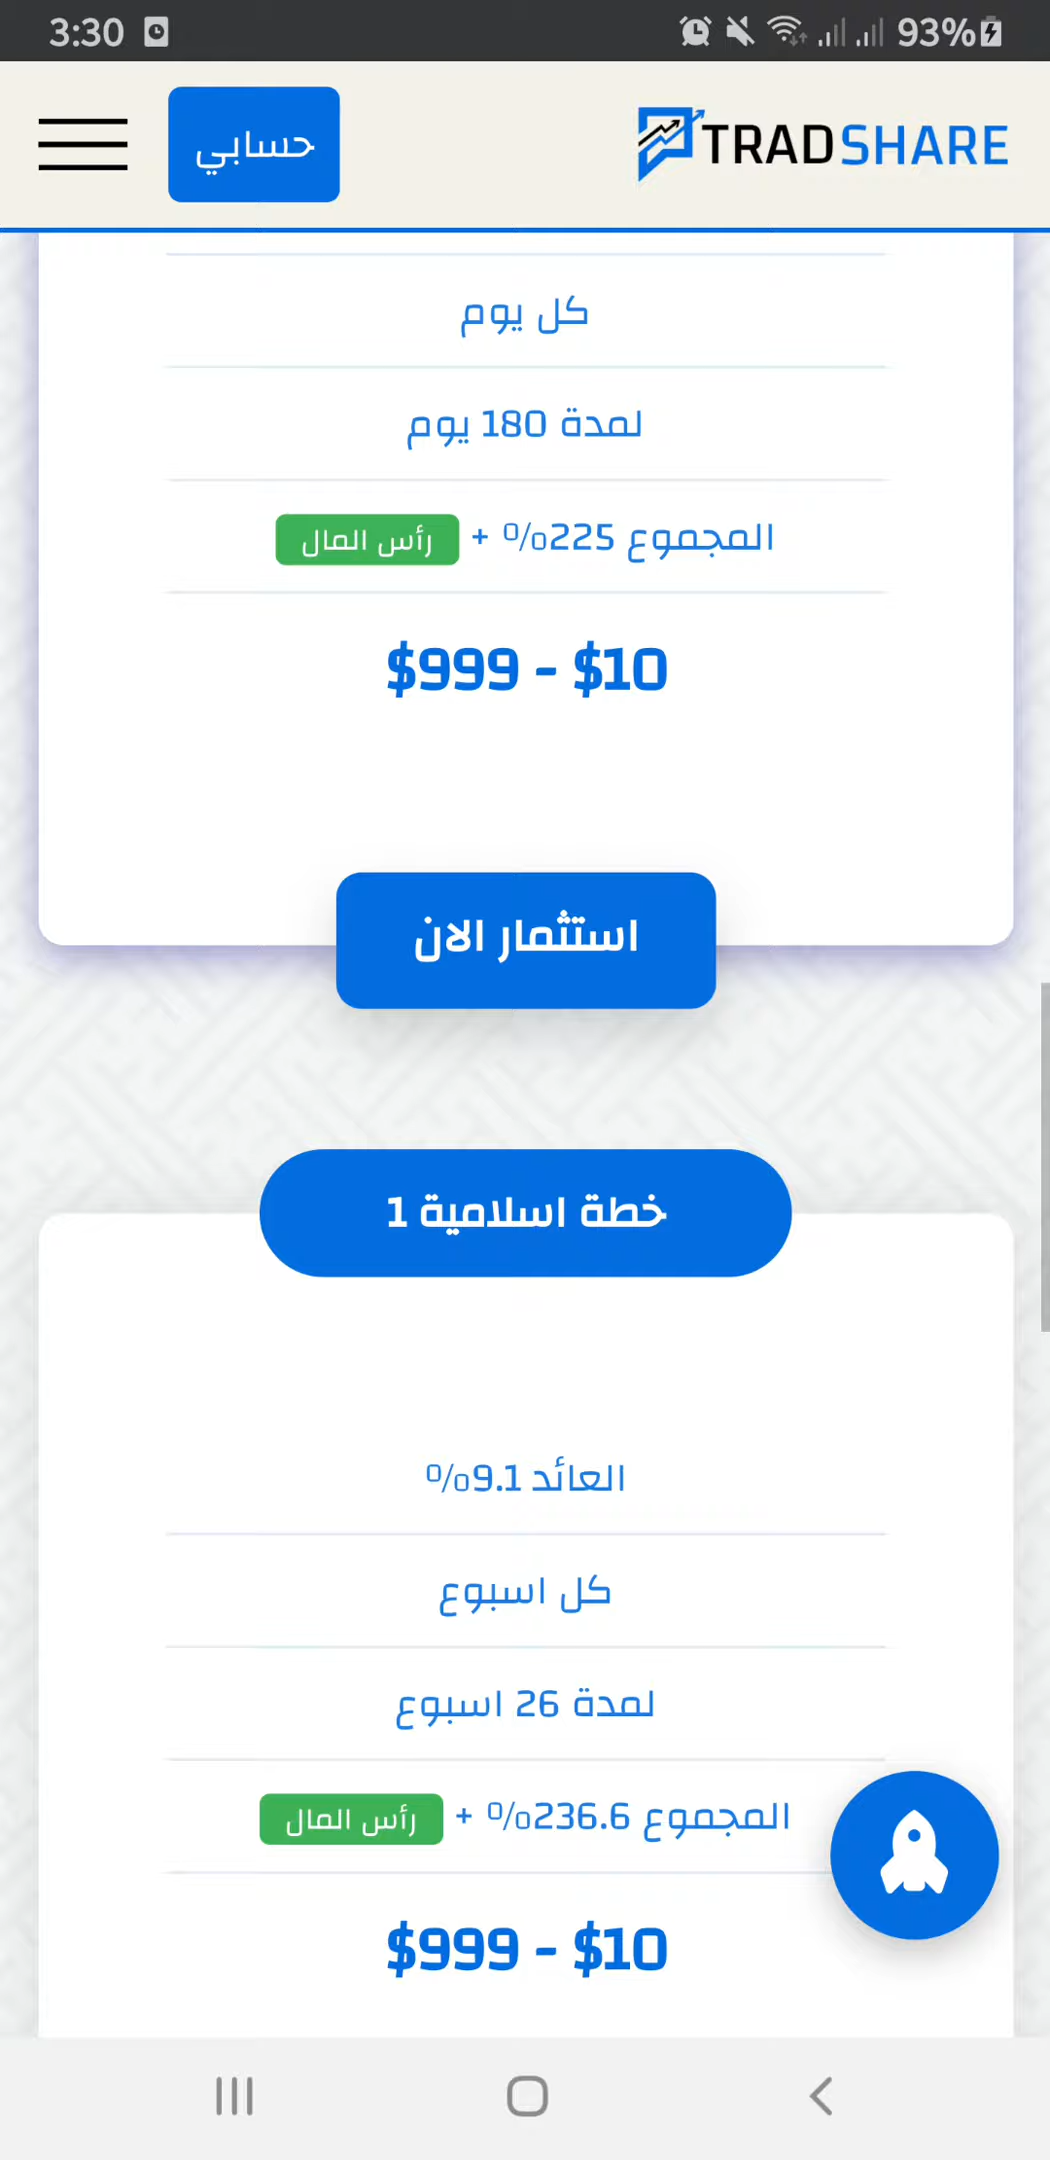 3:30
93%
حسابي
TRADSHARE
كل يوم
لمدة 180 يوم
المجموع 225% + رأس المال
$10 - $999
استثمار الان
خطة اسلامية 1
العائد 9.1%
كل اسبوع
لمدة 26 اسبوع
المجموع 236.6% + رأس المال
$10 - $999